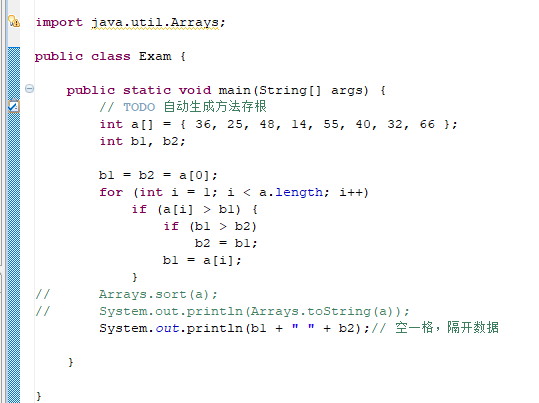 import java.util.Arrays;
public class Exam {
public static void main(String[] args) {
// TODO 自动生成方法存根
int a[] = { 36, 25, 48, 14, 55, 40, 32, 66 };
int b1, b2;
b1 = b2 = a[0];
for (int i = 1; i < a.length; i++)
if (a[i] > b1) {
if (b1 > b2)
b2 = b1;
b1 = a[i];
}
// Arrays.sort(a);
// System.out.println(Arrays.toString(a));
System.out.println(b1 + " " + b2);// 空一格，隔开数据
}
}